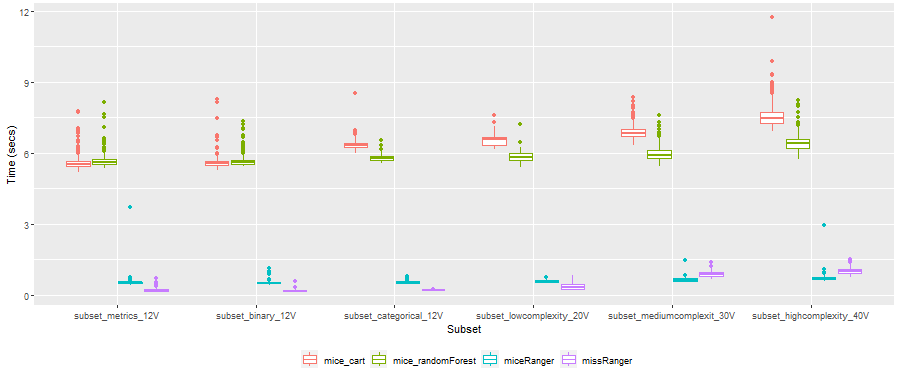 Time (secs)
12
9
6
3
0
subset_metrics_12V subset_binary_12V subset_categorical_12V subset_lowcomplexity_20V subset_mediumcomplexit_30V subset_highcomplexity_40V
Subset
mice_cart mice_randomForest miceRanger missRanger